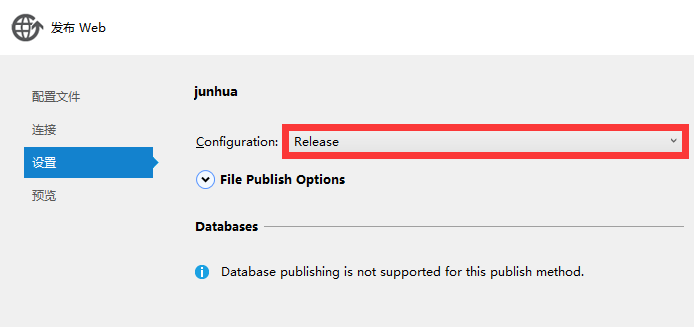 发布 Web
配置文件
连接
设置
预览
junhua
Configuration: Release
File Publish Options
Databases
Database publishing is not supported for this publish method.